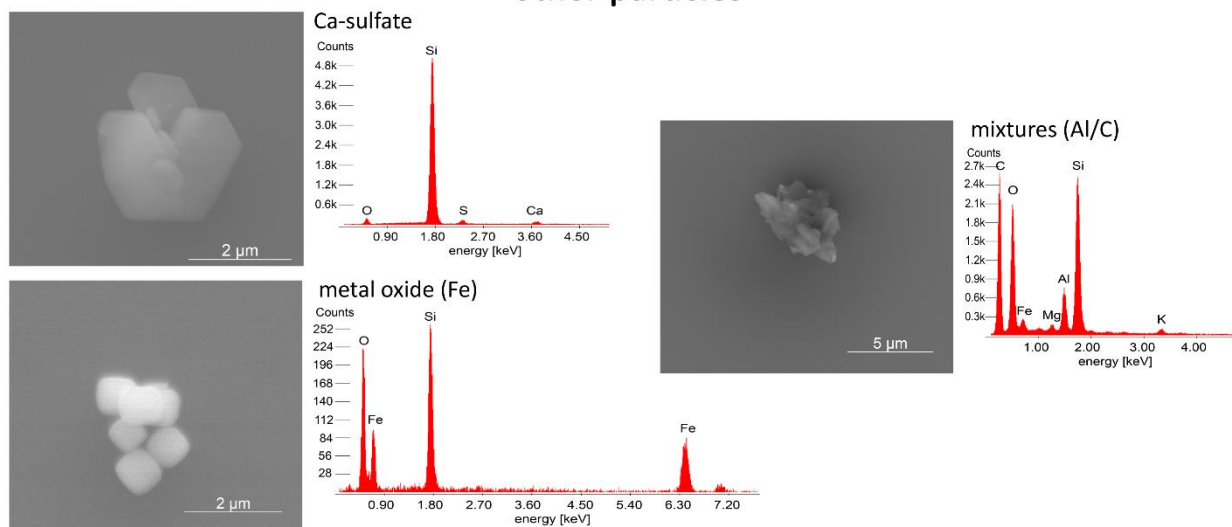 Ca-sulfate
Counts
Si
4.8k
4.2k
3.6k
3.0k
2.4k
1.8k
1.2k
0.6k
O
S
Ca
0.90 1.80 2.70 3.60 4.50
energy [keV]
2 µm
mixtures (Al/C)
Counts
2.7k
C
Si
2.4k
O
2.1k
1.8k
1.5k
1.2k
0.9k
Al
0.6k
0.3k
Fe
Mg
K
1.00 2.00 3.00 4.00
energy [keV]
5 µm
metal oxide (Fe)
Counts
Si
252
O
224
196
168
140
112
Fe
84
56
28
Fe
0.90 1.80 2.70 3.60 4.50 5.40 6.30 7.20
energy [keV]
2 µm